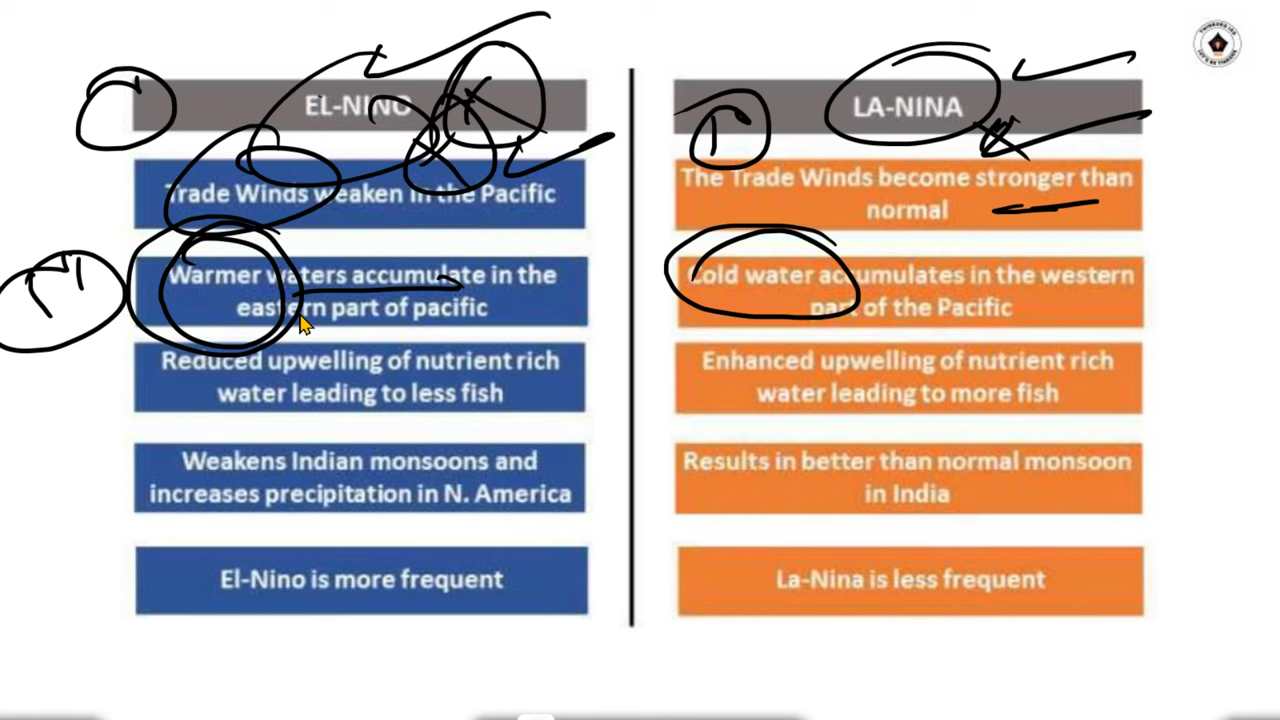 EL-NINO
Trade Winds weaken in the Pacific
Warmer waters accumulate in the
eastern part of pacific
Reduced upwelling of nutrient rich
water leading to less fish
Weakens Indian monsoons and
increases precipitation in N. America
El-Nino is more frequent
LA-NINA
The Trade Winds become stronger than
normal
Cold water accumulates in the western
part of the Pacific
Enhanced upwelling of nutrient rich
water leading to more fish
Results in better than normal monsoon
in India
La-Nina is less frequent